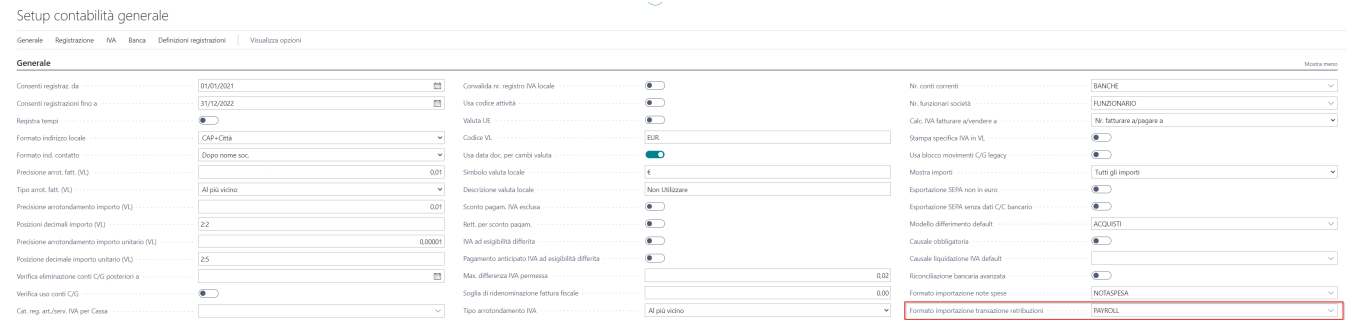 Setup contabilità generale
Generale Registrazione IVA Banca Definizioni registrazioni Visualizza opzioni
Generale Mostra meno
Consenti registraz. da 01/01/2021
Consenti registrazioni fino a 31/12/2022
Registra tempi
Formato indirizzo locale CAP+Città
Formato ind. contatto Dopo nome soc.
Precisione arrot. fatt. (VL) 0,01
Tipo arrot. fatt. (VL) Al più vicino
Precisione arrotondamento importo (VL) 0,01
Posizioni decimali importo (VL) 2:2
Precisione arrotondamento importo unitario (VL) 0,00001
Posizione decimale importo unitario (VL) 2:5
Verifica eliminazione conti C/G posteriori a
Verifica uso conti C/G
Cat. reg. art./serv. IVA per Cassa
Convalida nr. registro IVA locale
Usa codice attività
Valuta UE
Codice VL EUR
Usa data doc. per cambi valuta
Simbolo valuta locale €
Descrizione valuta locale Non Utilizzare
Sconto pagam. IVA esclusa
Rett. per sconto pagam.
IVA ad esigibilità differita
Pagamento anticipato IVA ad esigibilità differita
Max. differenza IVA permessa 0,02
Soglia di ridenominazione fattura fiscale 0,00
Tipo arrotondamento IVA Al più vicino
Nr. conti correnti BANCHE
Nr. funzionari società FUNZIONARIO
Calc. IVA fatturare a/vendere a Nr. fatturare a/pagare a
Stampa specifica IVA in VL
Usa blocco movimenti C/G legacy
Mostra importi Tutti gli importi
Esportazione SEPA non in euro
Esportazione SEPA senza dati C/C bancario
Modello differimento default ACQUISTI
Causale obbligatoria
Causale liquidazione IVA default
Riconciliazione bancaria avanzata
Formato importazione note spese NOTASPESA
Formato importazione transazione retribuzioni PAYROLL